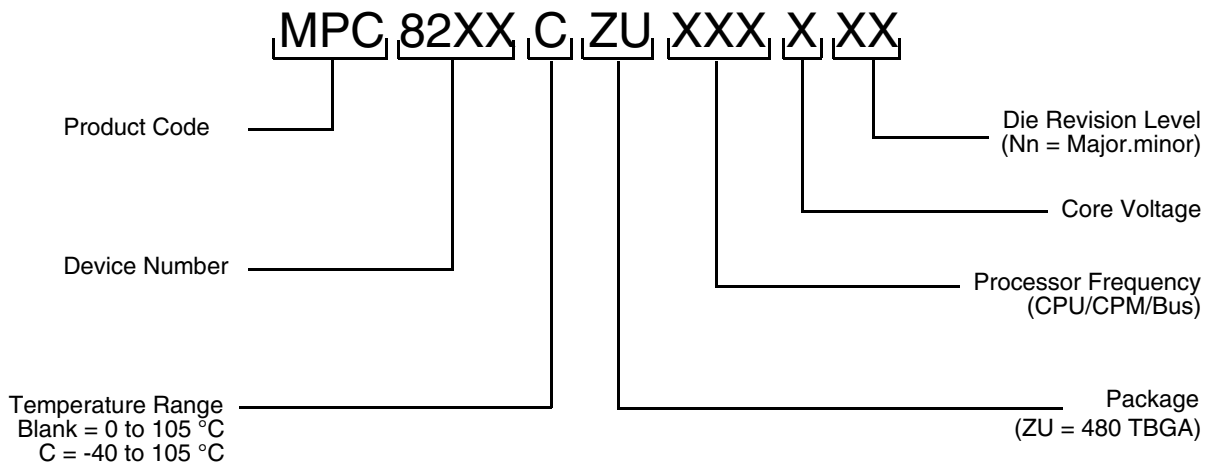 MPC 82XX C ZU XXX X XX
Product Code
Die Revision Level
(Nn = Major.minor)
Core Voltage
Device Number
Processor Frequency
(CPU/CPM/Bus)
Temperature Range
Blank = 0 to 105 °C
C = -40 to 105 °C
Package
(ZU = 480 TBGA)